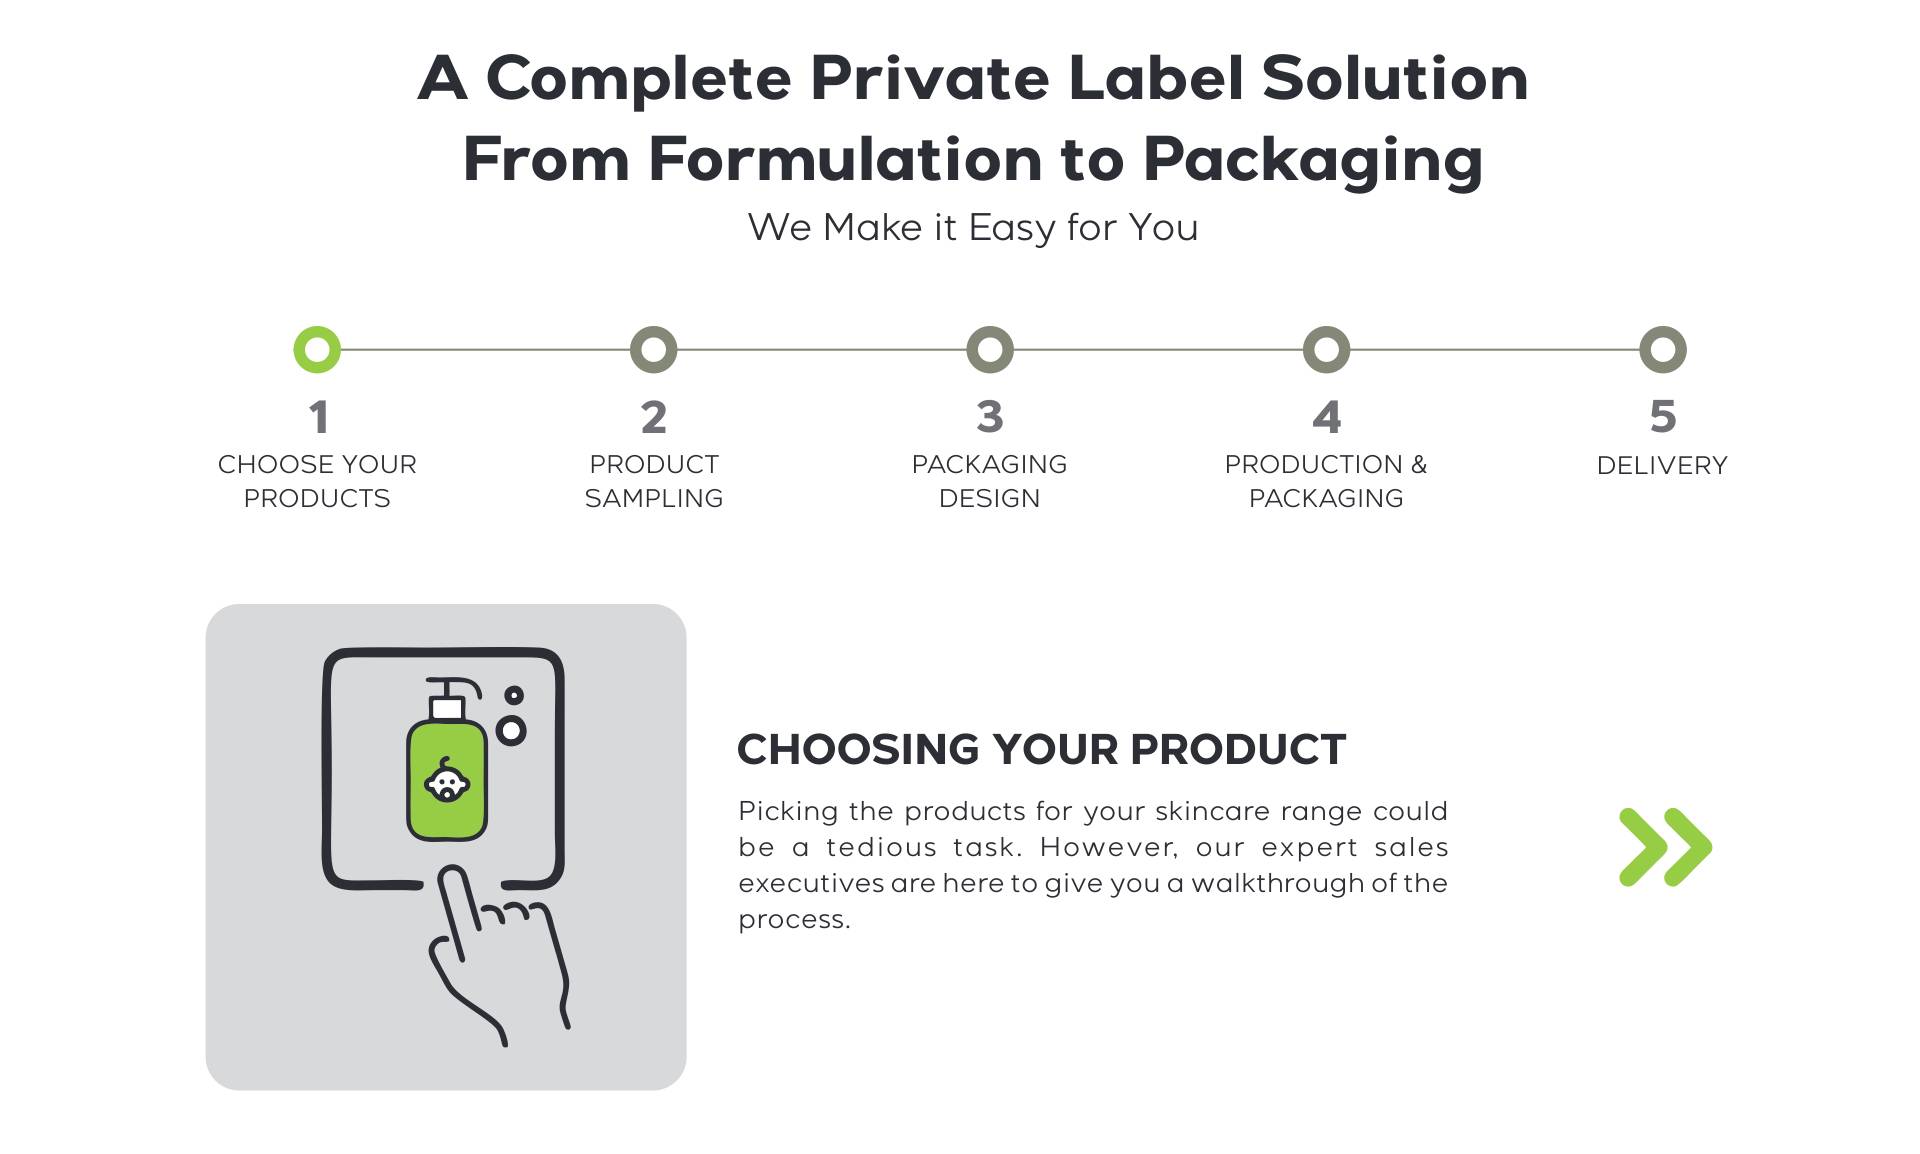 A Complete Private Label Solution
From Formulation to Packaging
We Make it Easy for You
1
CHOOSE YOUR
PRODUCTS
2
PRODUCT
SAMPLING
3
PACKAGING
DESIGN
4
PRODUCTION &
PACKAGING
5
DELIVERY
CHOOSING YOUR PRODUCT
Picking the products for your skincare range could
be a tedious task. However, our expert sales
executives are here to give you a walkthrough of the
process.